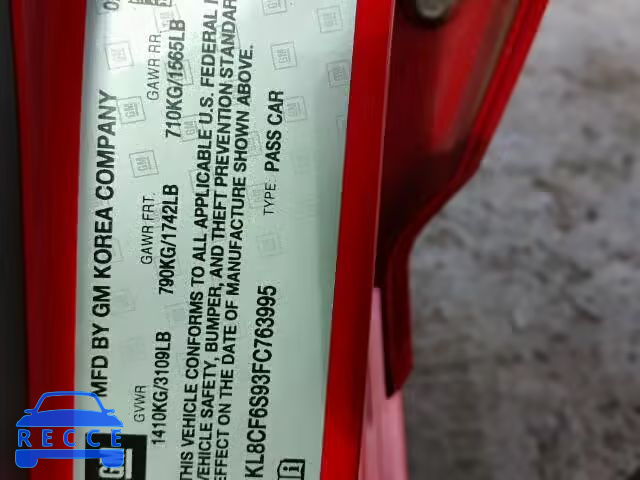 MFD BY GM KOREA COMPANY
GVWR GAWR FRT. GAWR RR.
1410KG/3109LB 790KG/1742LB 710KG/1565LB
THIS VEHICLE CONFORMS TO ALL APPLICABLE U.S. FEDERAL
VEHICLE SAFETY, BUMPER, AND THEFT PREVENTION STANDAR
EFFECT ON THE DATE OF MANUFACTURE SHOWN ABOVE.
KL8CF6S93FC763995 TYPE: PASS CAR
GM
RECCE